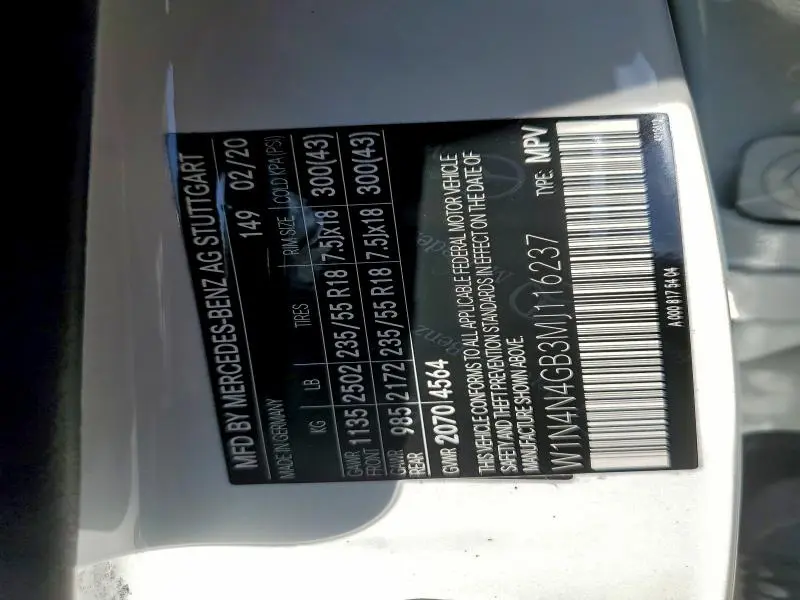 MFD BY MERCEDES-BENZ AG STUTTGART
MADE IN GERMANY 149 02/20
KG LB TIRES RIM-SIZE COLD KPA (PSI)
GAWR FRONT 1135 2502 235/55 R18 7.5Jx18 300(43)
GAWR REAR 985 2172 235/55 R18 7.5Jx18 300(43)
GVWR 2070 4564
THIS VEHICLE CONFORMS TO ALL APPLICABLE FEDERAL MOTOR VEHICLE
SAFETY AND THEFT PREVENTION STANDARDS IN EFFECT ON THE DATE OF
MANUFACTURE SHOWN ABOVE.
W1N4N4GB3MJ116237 TYPE: MPV
A 000 817 54 04